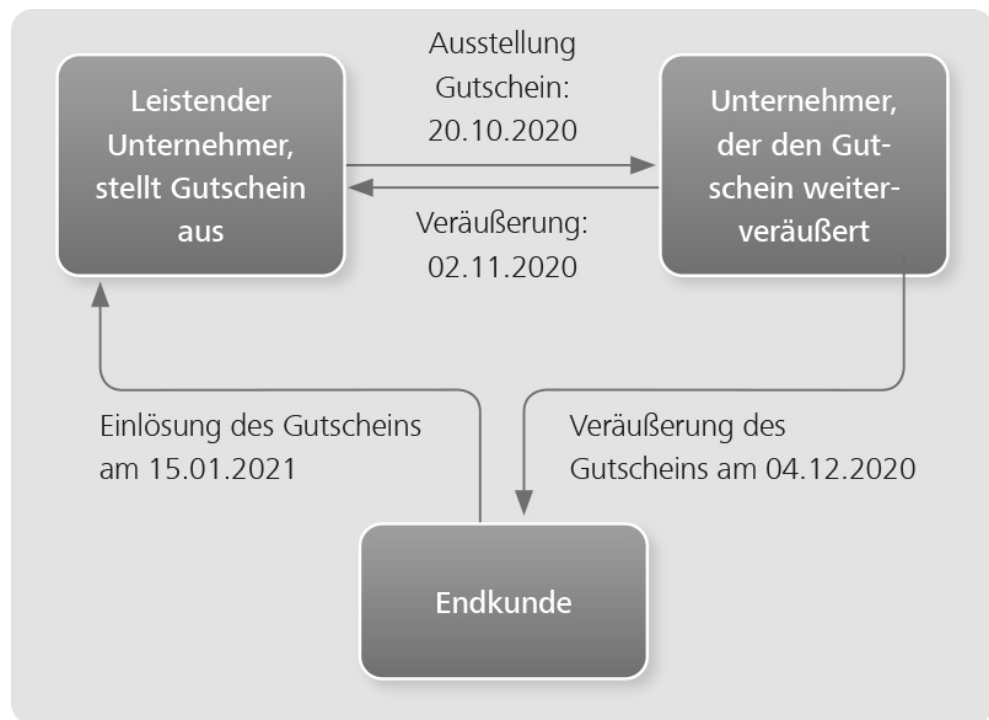 Ausstellung
Gutschein:
20.10.2020
Leistender
Unternehmer,
stellt Gutschein
aus
Unternehmer,
der den Gut-
schein weiter-
veräußert
Veräußerung:
02.11.2020
Einlösung des Gutscheins
am 15.01.2021
Veräußerung des
Gutscheins am 04.12.2020
Endkunde